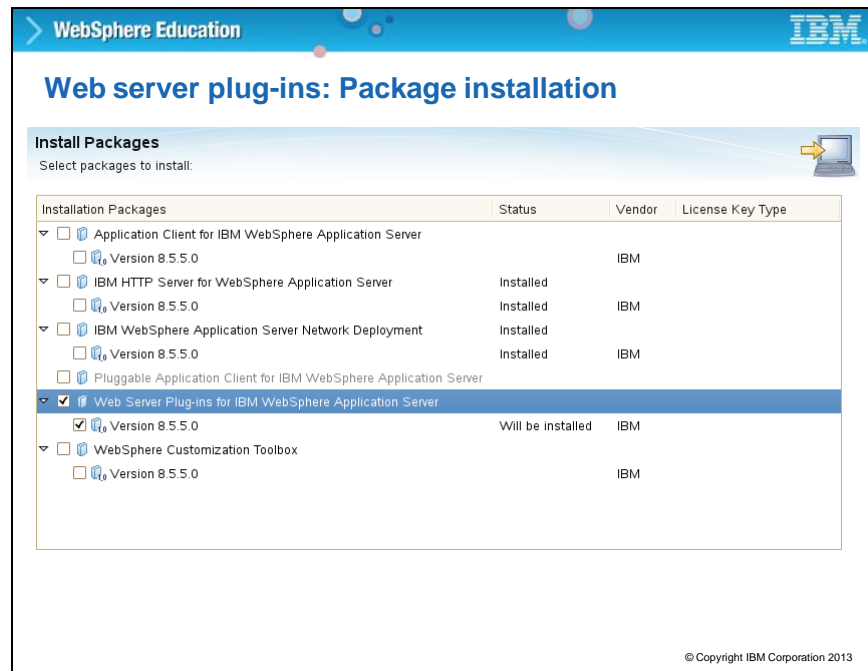 WebSphere Education
IBM
Web server plug-ins: Package installation
Install Packages
Select packages to install:
Installation Packages Status Vendor License Key Type
Application Client for IBM WebSphere Application Server
Version 8.5.5.0 IBM
IBM HTTP Server for WebSphere Application Server Installed
Version 8.5.5.0 Installed IBM
IBM WebSphere Application Server Network Deployment Installed
Version 8.5.5.0 Installed IBM
Pluggable Application Client for IBM WebSphere Application Server
Web Server Plug-ins for IBM WebSphere Application Server
Version 8.5.5.0 Will be installed IBM
WebSphere Customization Toolbox
Version 8.5.5.0 IBM
© Copyright IBM Corporation 2013